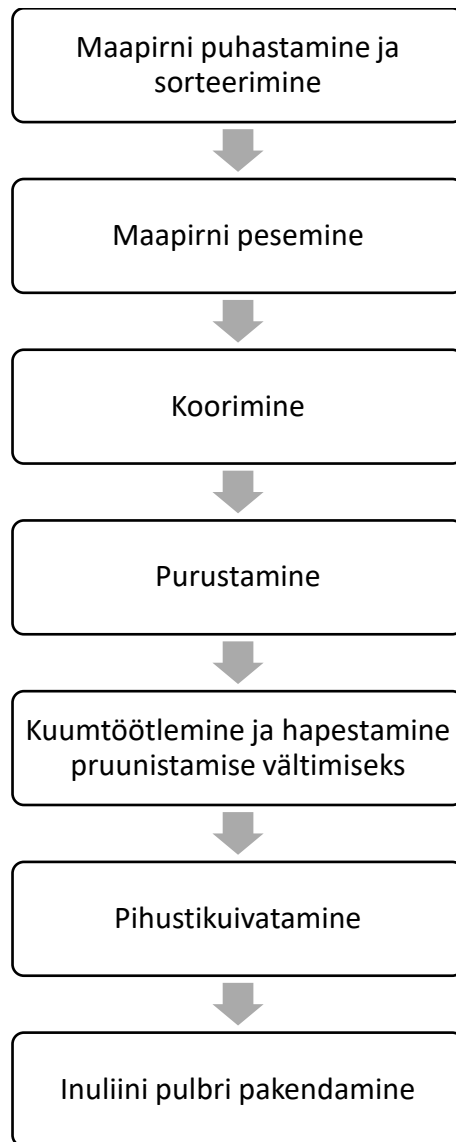 Maapirni puhastamine ja
sorteerimine
Maapirni pesemine
Koorimine
Purustamine
Kuumtöötlemine ja hapestamine
pruunistamise vältimiseks
Pihustikuivatamine
Inuliini pulbri pakendamine